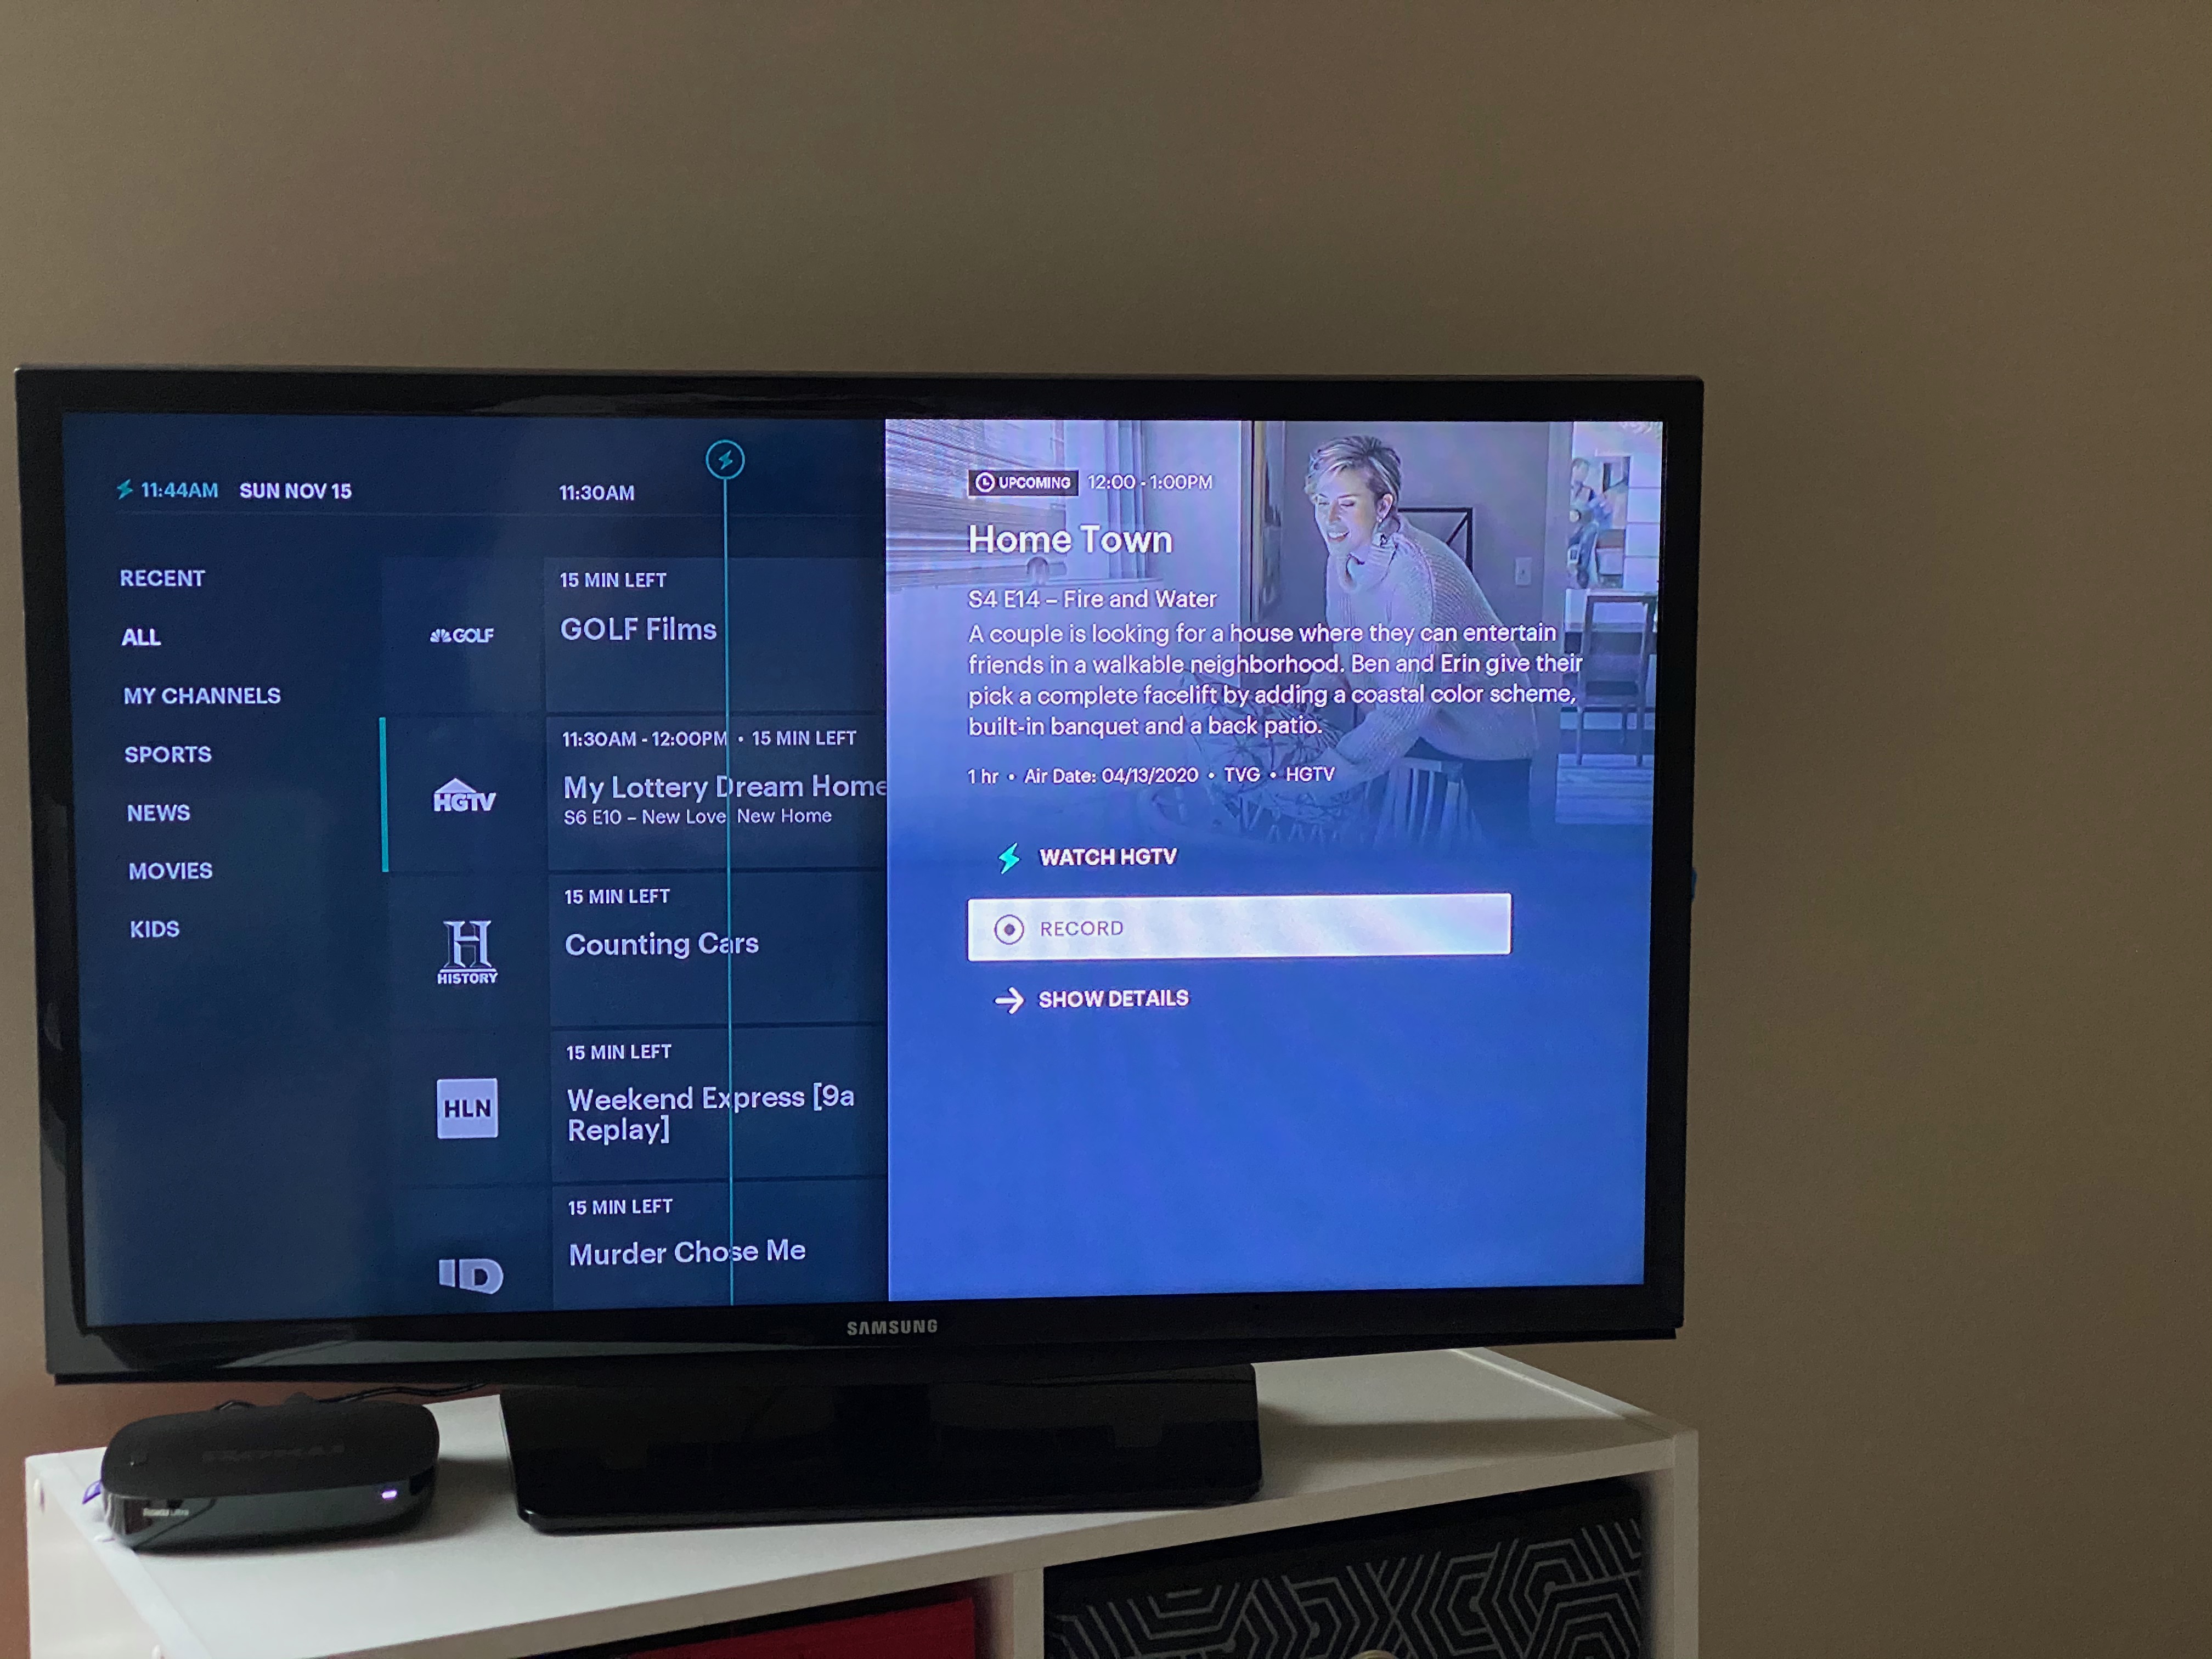 11:44AM SUN NOV 15
11:30AM
RECENT
ALL
MY CHANNELS
SPORTS
NEWS
MOVIES
KIDS
GOLF
15 MIN LEFT
GOLF Films
HGTV
11:30AM - 12:00PM • 15 MIN LEFT
My Lottery Dream Home
S6 E10 – New Love New Home
H
HISTORY
15 MIN LEFT
Counting Cars
HLN
15 MIN LEFT
Weekend Express [9a
Replay]
ID
15 MIN LEFT
Murder Chose Me
UPCOMING 12:00 - 1:00PM
Home Town
S4 E14 – Fire and Water
A couple is looking for a house where they can entertain
friends in a walkable neighborhood. Ben and Erin give their
pick a complete facelift by adding a coastal color scheme,
built-in banquet and a back patio.
1 hr • Air Date: 04/13/2020 • TVG • HGTV
WATCH HGTV
RECORD
SHOW DETAILS
SAMSUNG